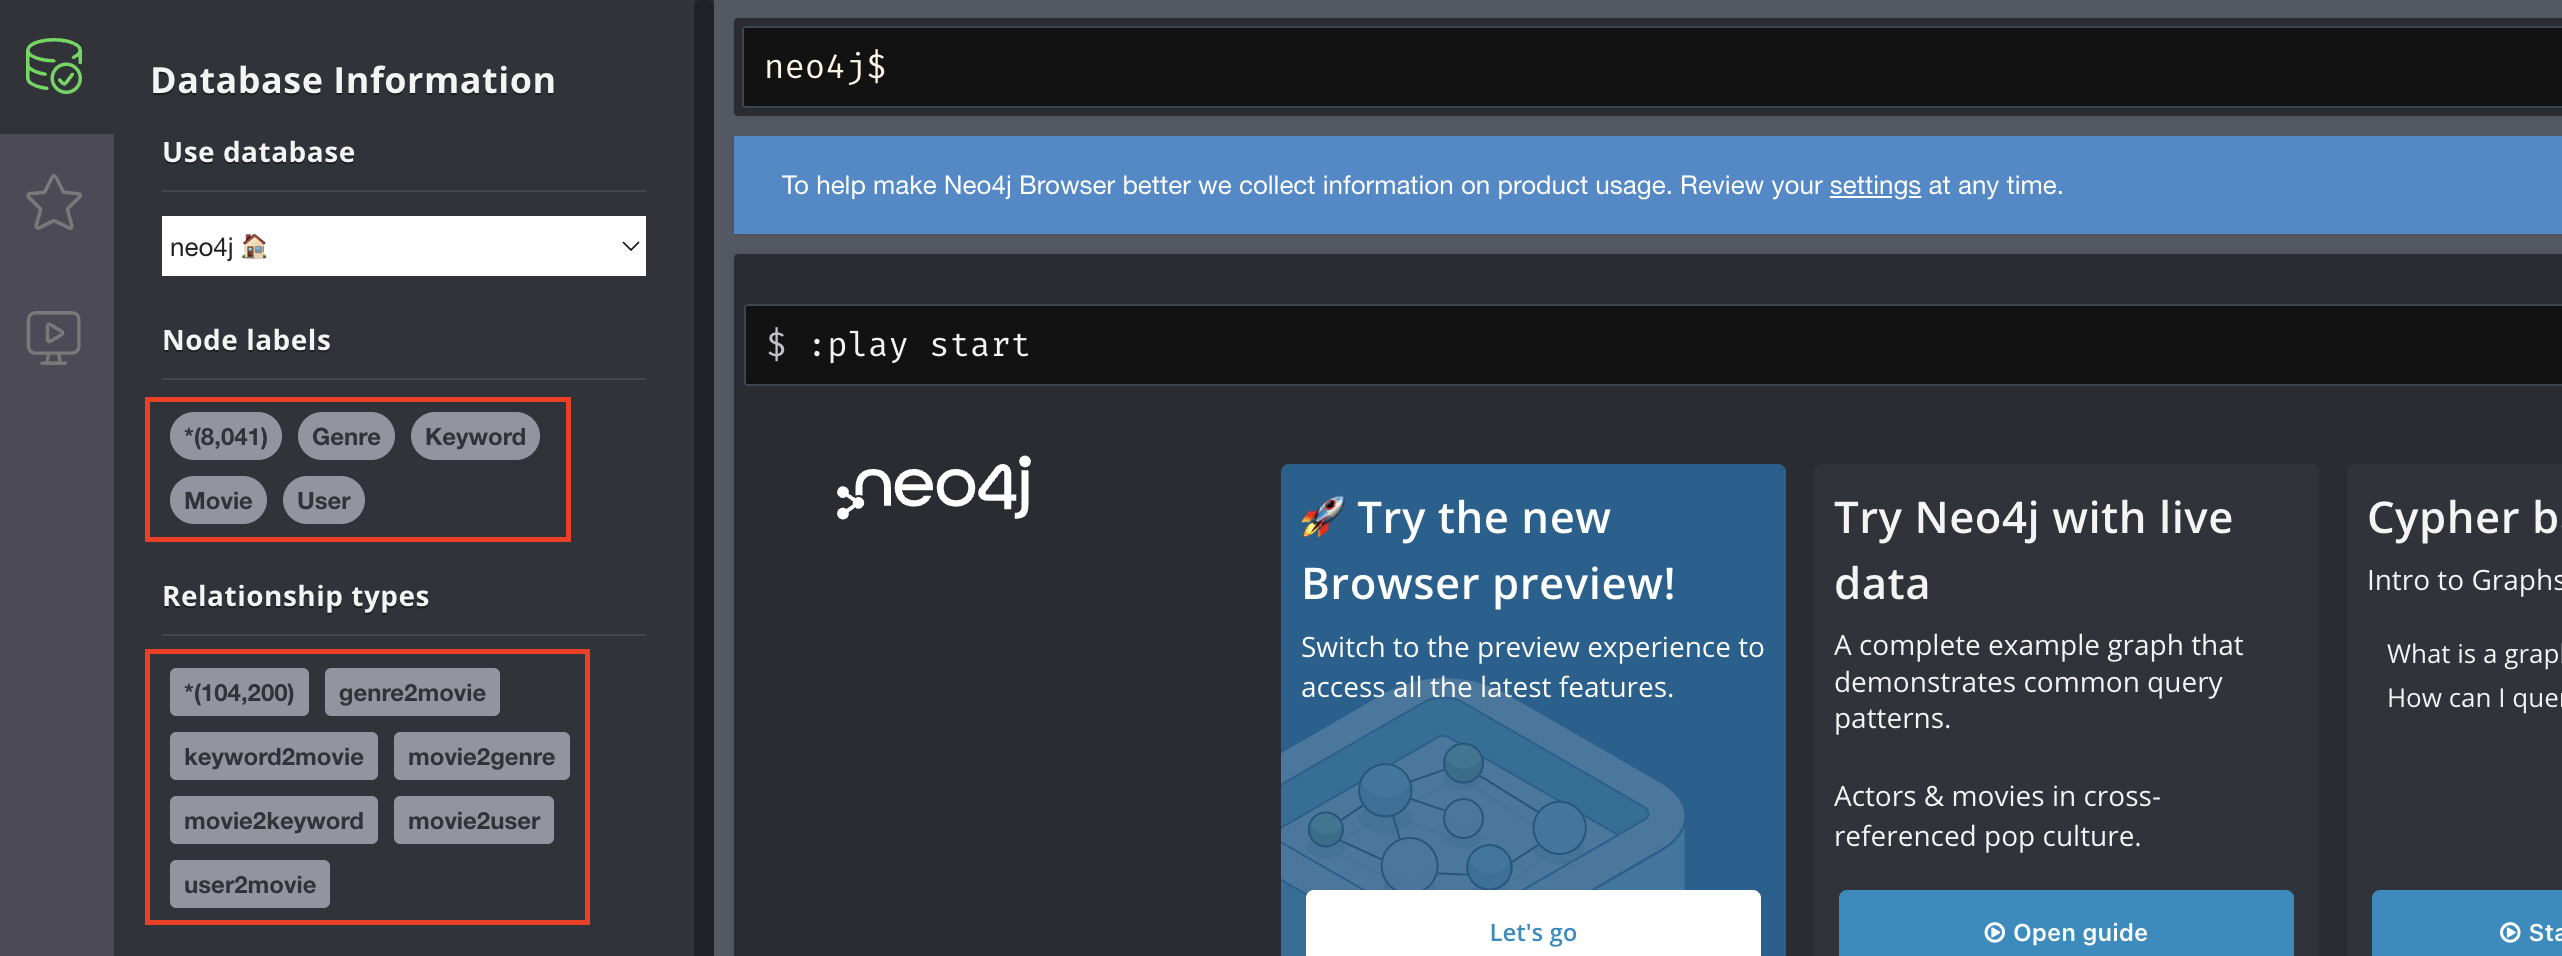 Database Information
Use database
neo4j
Node labels
*(8,041) Genre Keyword
Movie User
Relationship types
*(104,200) genre2movie
keyword2movie movie2genre
movie2keyword movie2user
user2movie
neo4j$
To help make Neo4j Browser better we collect information on product usage. Review your settings at any time.
$ :play start
neo4j
Try the new
Browser preview!
Switch to the preview experience to
access all the latest features.
Let's go
Try Neo4j with live
data
A complete example graph that
demonstrates common query
patterns.
Actors & movies in cross-
referenced pop culture.
Open guide
Cypher b
Intro to Graphs
What is a grap
How can I que
Sta